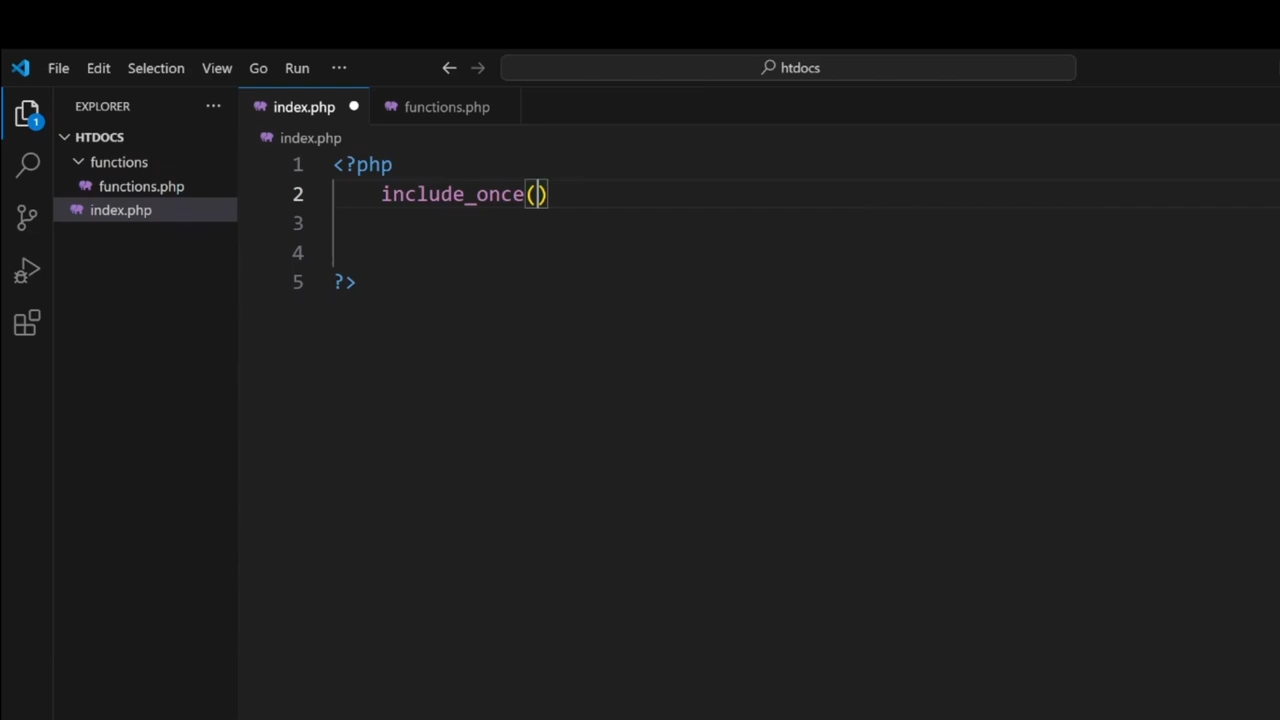 File Edit Selection View Go Run ··· htdocs
EXPLORER ··· index.php functions.php
1
HTDOCS
index.php
functions
functions.php
index.php
1 <?php
2 include_once()
3
4
5 ?>